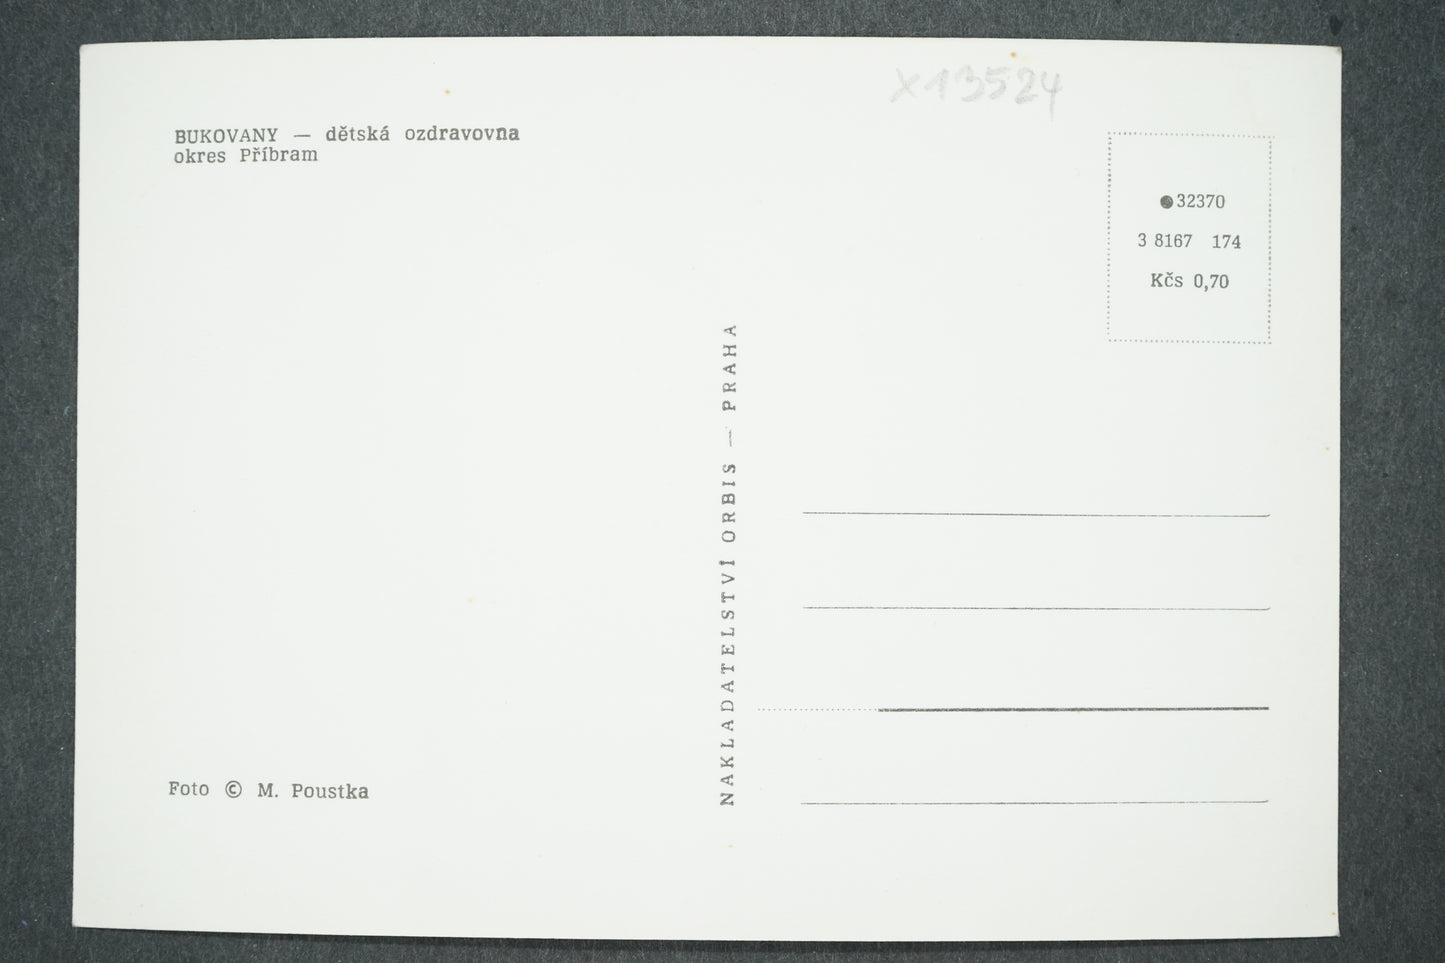 x13524
BUKOVANY — dětská ozdravovna
okres Příbram
32370
3 8167 174
Kčs 0,70
NAKLADATELSTVÍ ORBIS — PRAHA
Foto © M. Poustka